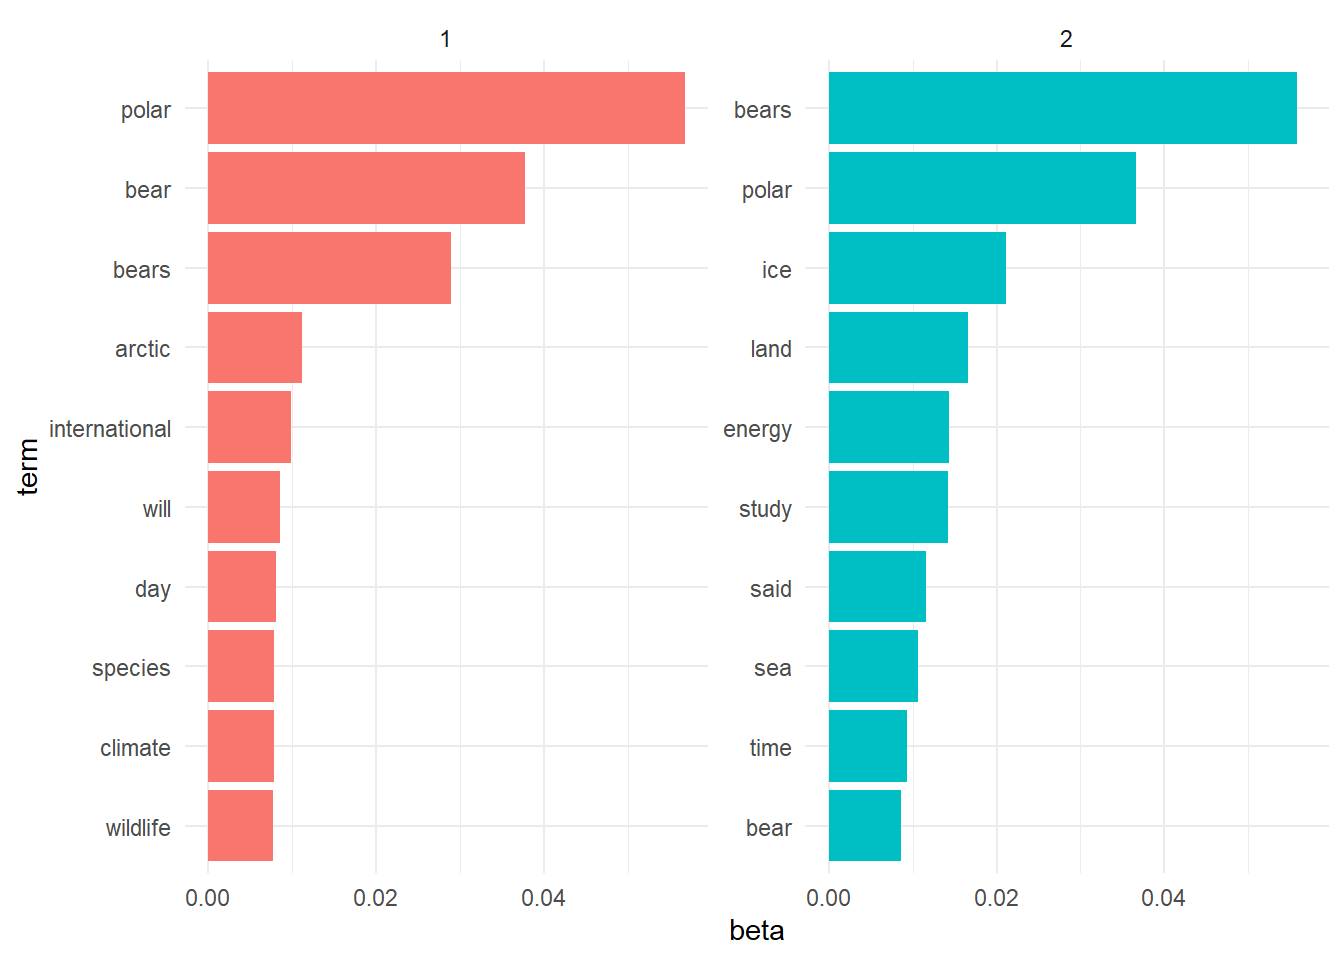 1
polar
bear
bears
arctic
international
will
day
species
climate
wildlife
0.00 0.02 0.04
2
bears
polar
ice
land
energy
study
said
sea
time
bear
0.00 0.02 0.04
term
beta